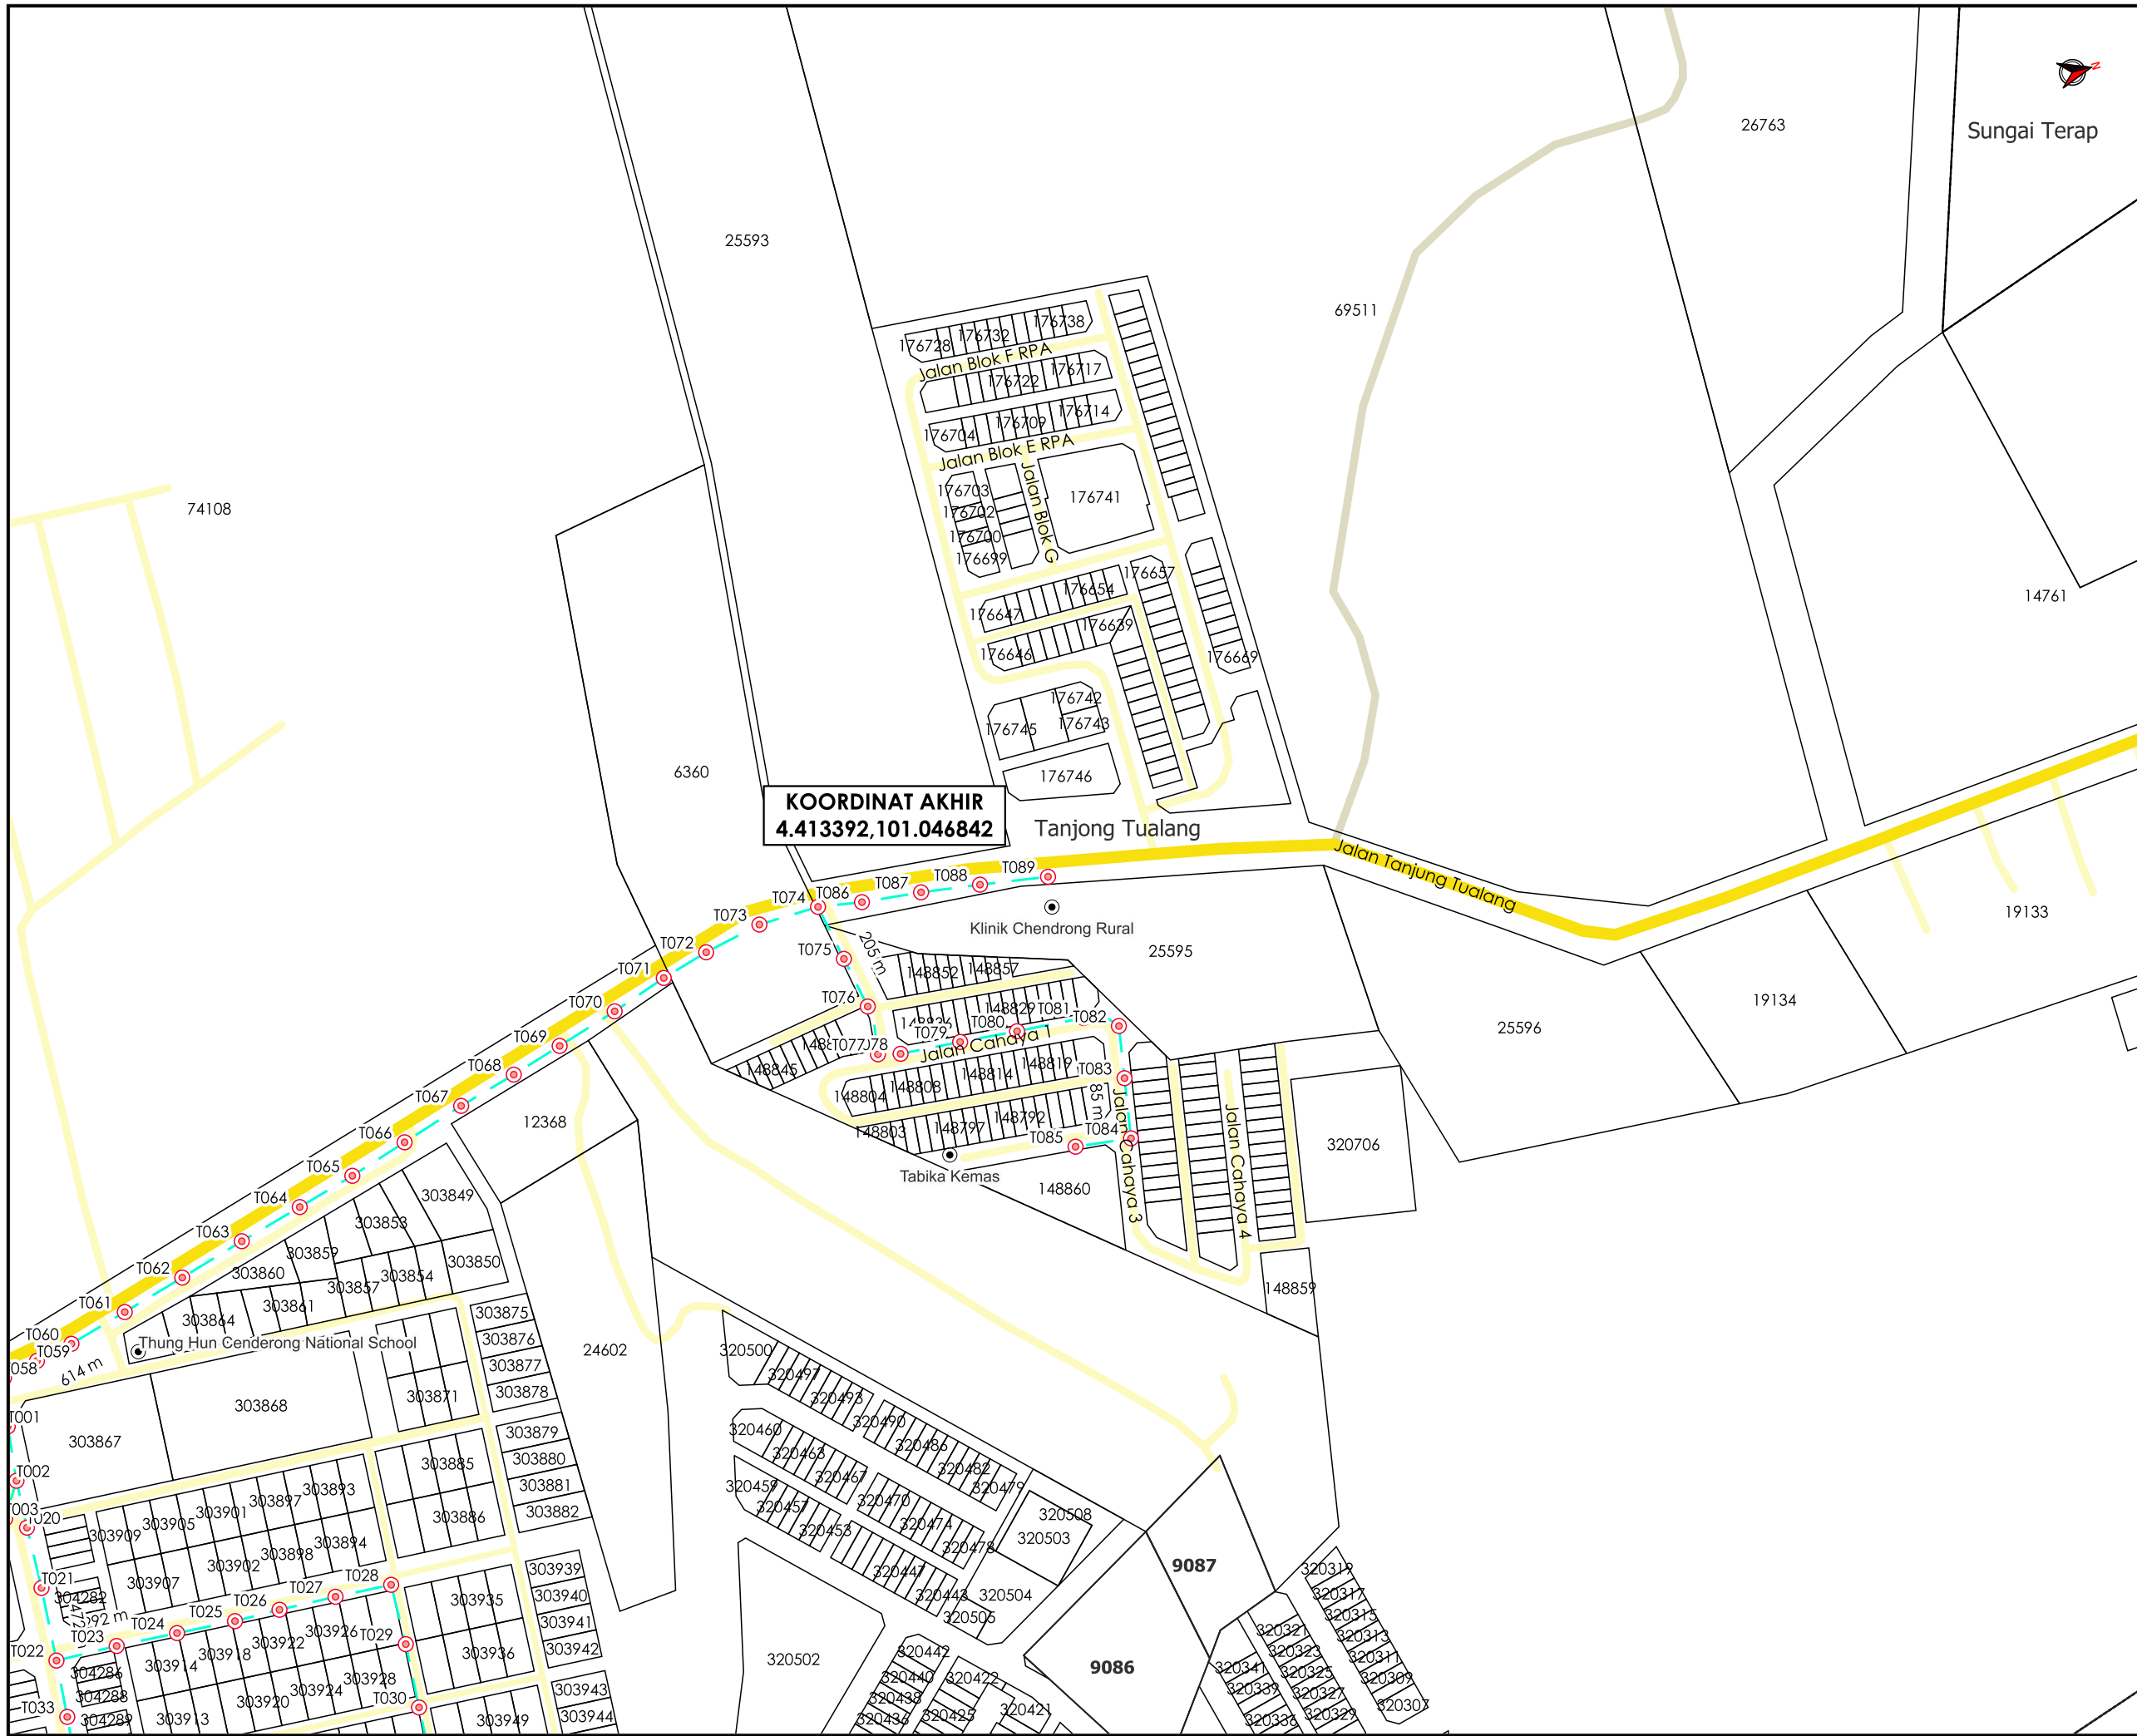 N
Sungai Terap
26763
25593
69511
176738
176732
176728
Jalan Blok F RPA
176717
176722
176714
176709
176704
Jalan Blok E RPA
176703
Jalan Blok G
176741
176702
74108
176700
176699
176657
176654
14761
176647
176639
176646
176669
176742
176743
176745
6360
176746
KOORDINAT AKHIR
4.413392,101.046842
Tanjong Tualang
Jalan Tanjung Tualang
T089
T088
T087
T086
T074
T073
T072
T071
T070
T069
T068
T067
T066
T065
T064
T063
T062
T061
T060
T059
Klinik Chendrong Rural
19133
25595
205 m
T075
148852
148857
T076
19134
148829
T081
T082
T080
T079
T077
25596
Jalan Cahaya
148845
148819
148814
T083
148808
148804
85 m
148792
148797
148803
T084
T085
Jalan Cahaya 3
Jalan Cahaya 4
12368
320706
Tabika Kemas
148860
148859
303849
303853
303859
303850
303860
303854
303857
303861
303864
303875
303876
303877
303878
Thung Hun Cenderong National School
614 m
24602
303871
303868
303867
T001
T002
303879
303880
303881
303882
303885
303886
303893
303897
303901
303905
303909
303894
303898
303902
303907
320500
320497
320493
320490
320486
320482
320479
320460
320463
320467
320470
320474
320478
320459
320457
320453
320447
320443
320508
320503
320504
320505
9087
9086
T021
304282
T022
T023
T024
T025
T026
T027
T028
T029
T030
T033
303939
303940
303941
303942
303943
303944
303935
303936
303949
303926
303922
303918
303914
303928
303924
303920
303913
304286
304288
304289
320502
320442
320440
320438
320436
320422
320425
320421
320319
320317
320315
320313
320311
320309
320307
320321
320323
320325
320327
320329
320341
320339
320336